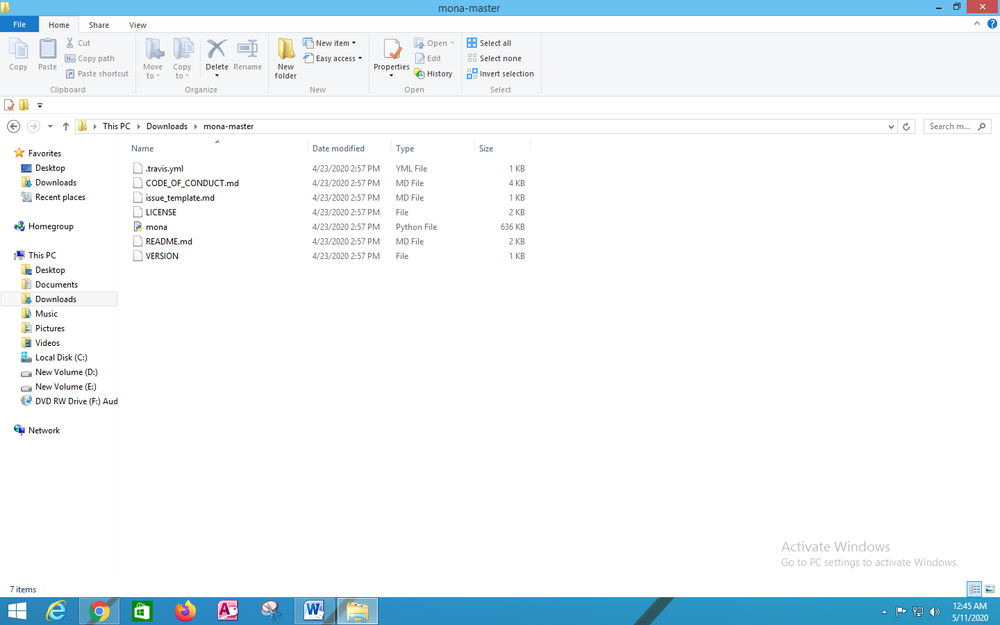 mona-master
File Home Share View
Cut
Copy path
Paste shortcut
Copy Paste
Clipboard
Move to
Copy to
Delete Rename
Organize
New item
Easy access
New folder
New
Properties
Open
Edit
History
Open
Select all
Select none
Invert selection
Select
This PC Downloads mona-master
Search m...
Favorites
Desktop
Downloads
Recent places
Homegroup
This PC
Desktop
Documents
Downloads
Music
Pictures
Videos
Local Disk (C:)
New Volume (D:)
New Volume (E:)
DVD RW Drive (F:) Aud
Network
Name Date modified Type Size
.travis.yml 4/23/2020 2:57 PM YML File 1 KB
CODE_OF_CONDUCT.md 4/23/2020 2:57 PM MD File 4 KB
issue_template.md 4/23/2020 2:57 PM MD File 1 KB
LICENSE 4/23/2020 2:57 PM File 2 KB
mona 4/23/2020 2:57 PM Python File 636 KB
README.md 4/23/2020 2:57 PM MD File 2 KB
VERSION 4/23/2020 2:57 PM File 1 KB
Activate Windows
Go to PC settings to activate Windows.
7 items
12:45 AM
5/11/2020